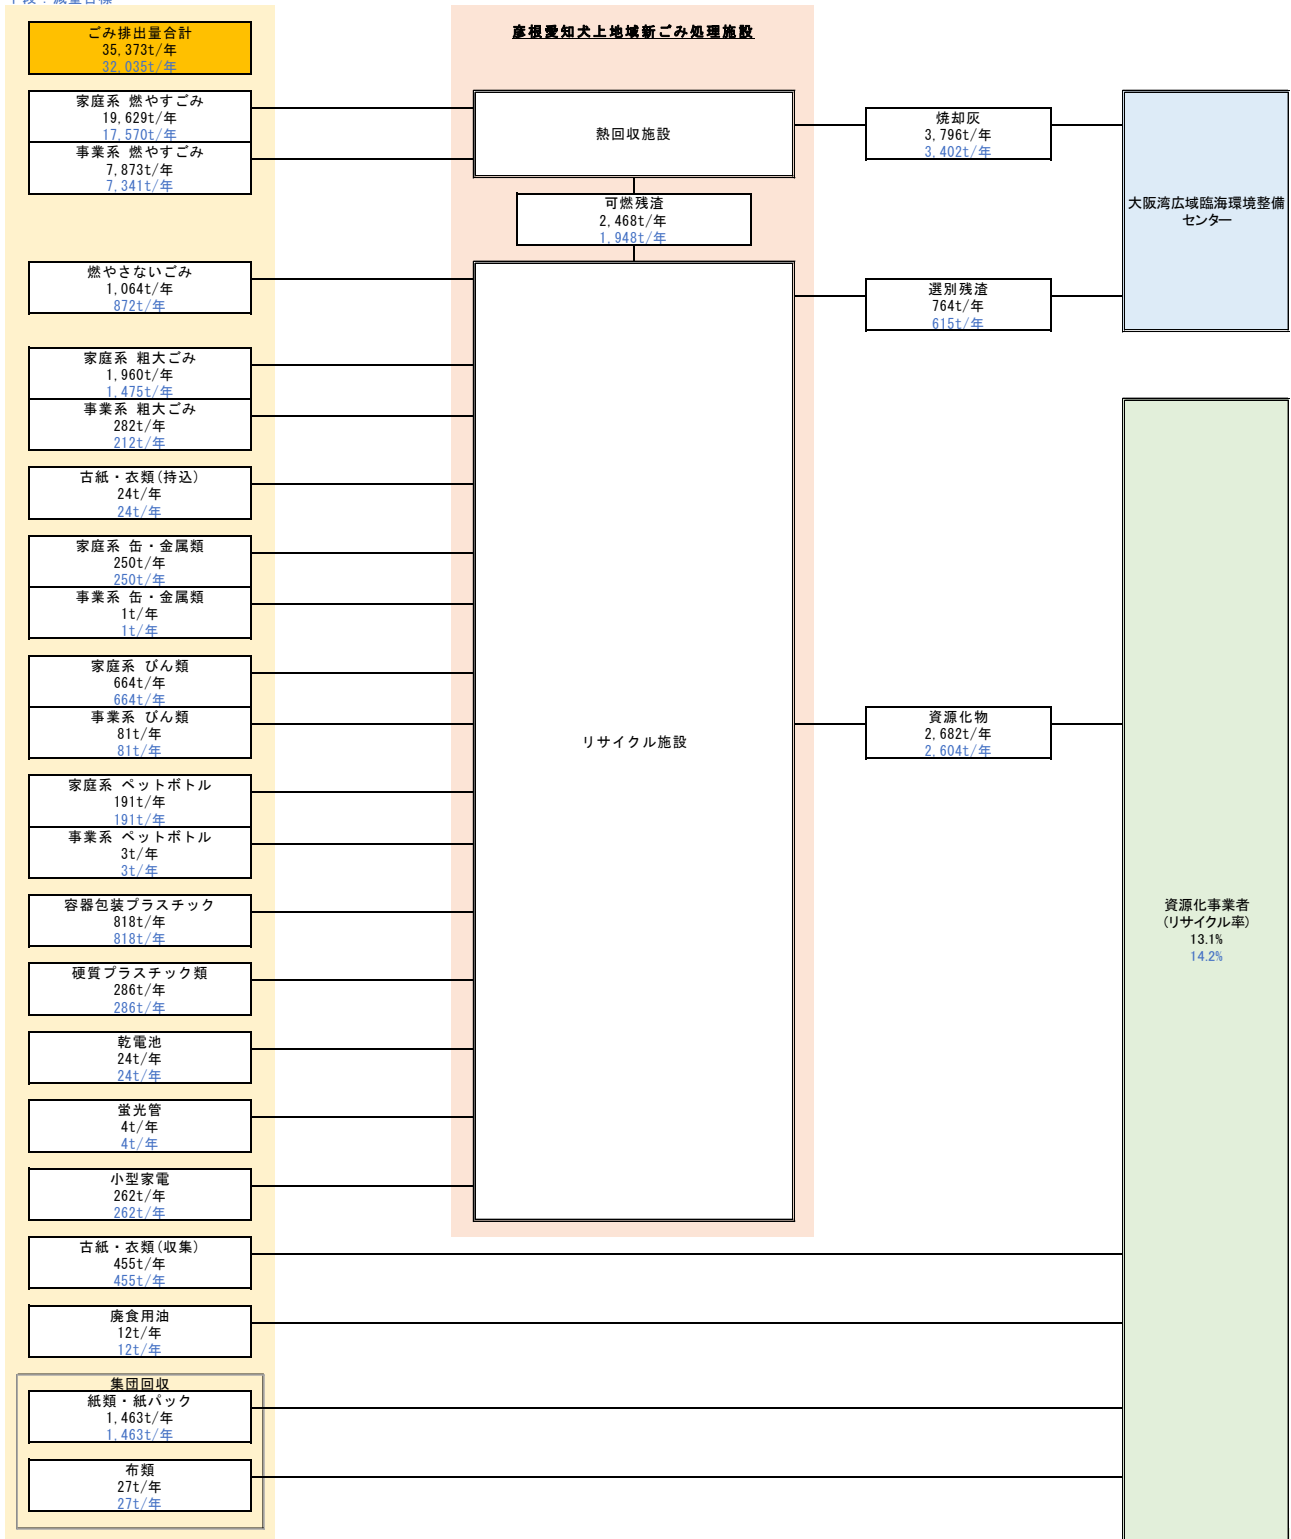 下段：減量目標
ごみ排出量合計
35,373t/年
32,035t/年
彦根愛知犬上地域新ごみ処理施設
家庭系 燃やすごみ
19,629t/年
17,570t/年
事業系 燃やすごみ
7,873t/年
7,341t/年
熱回収施設
焼却灰
3,796t/年
3,402t/年
大阪湾広域臨海環境整備
センター
可燃残渣
2,468t/年
1,948t/年
燃やさないごみ
1,064t/年
872t/年
選別残渣
764t/年
615t/年
家庭系 粗大ごみ
1,960t/年
1,475t/年
事業系 粗大ごみ
282t/年
212t/年
古紙・衣類(持込)
24t/年
24t/年
家庭系 缶・金属類
250t/年
250t/年
事業系 缶・金属類
1t/年
1t/年
家庭系 びん類
664t/年
664t/年
事業系 びん類
81t/年
81t/年
リサイクル施設
資源化物
2,682t/年
2,604t/年
家庭系 ペットボトル
191t/年
191t/年
事業系 ペットボトル
3t/年
3t/年
容器包装プラスチック
818t/年
818t/年
資源化事業者
(リサイクル率)
13.1%
14.2%
硬質プラスチック類
286t/年
286t/年
乾電池
24t/年
24t/年
蛍光管
4t/年
4t/年
小型家電
262t/年
262t/年
古紙・衣類(収集)
455t/年
455t/年
廃食用油
12t/年
12t/年
集団回収
紙類・紙パック
1,463t/年
1,463t/年
布類
27t/年
27t/年